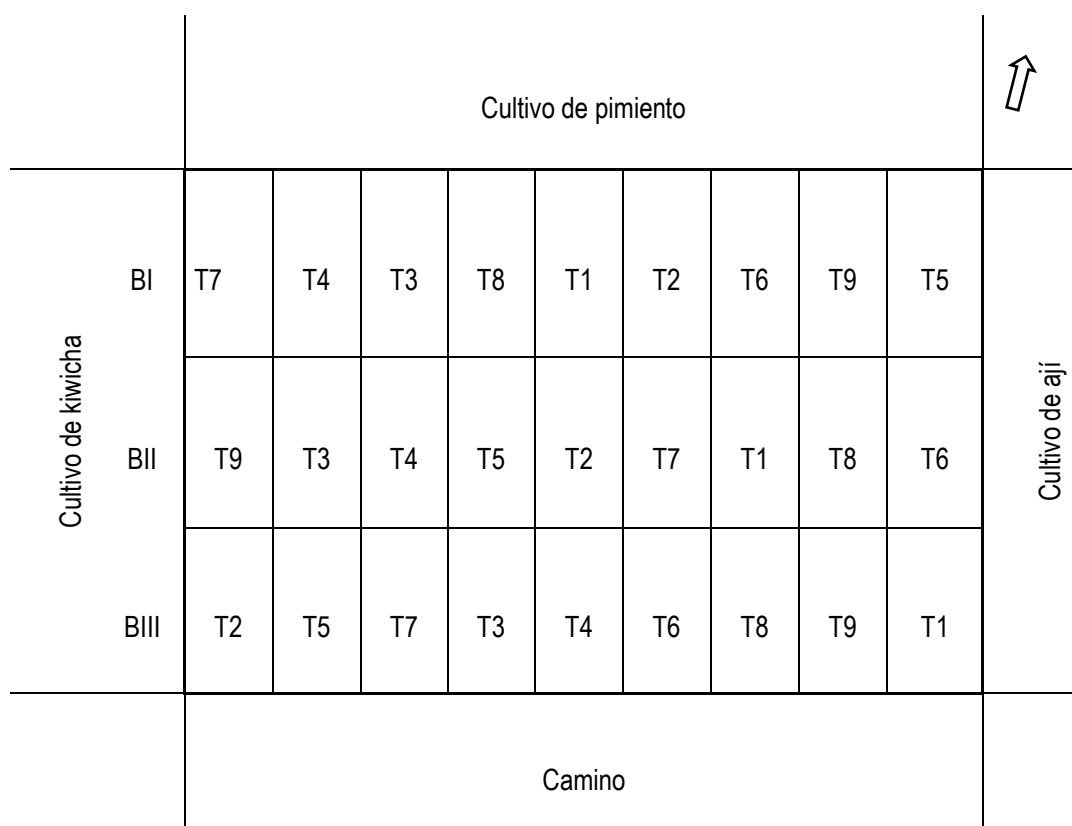 Cultivo de pimiento
BI T7 T4 T3 T8 T1 T2 T6 T9 T5
Cultivo de kiwicha
BII T9 T3 T4 T5 T2 T7 T1 T8 T6
Cultivo de ají
BIII T2 T5 T7 T3 T4 T6 T8 T9 T1
Camino